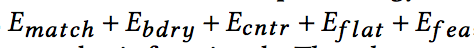 E_match + E_bdry + E_cntr + E_flat + E_fea